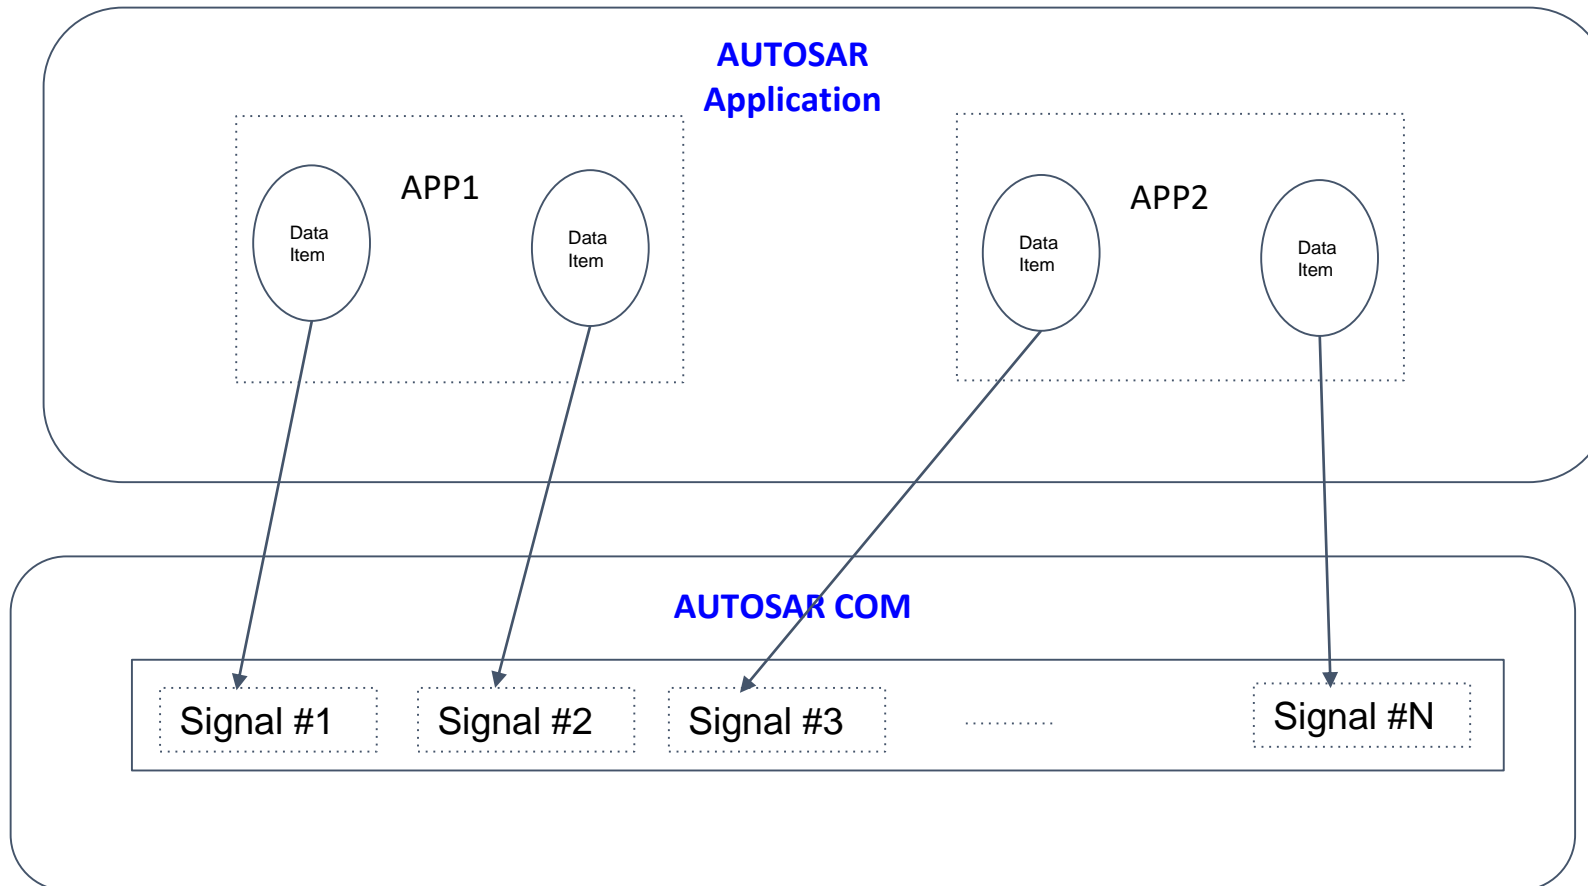 AUTOSAR
Application
APP1
Data
Item
Data
Item
APP2
Data
Item
Data
Item
AUTOSAR COM
Signal #1
Signal #2
Signal #3
............
Signal #N